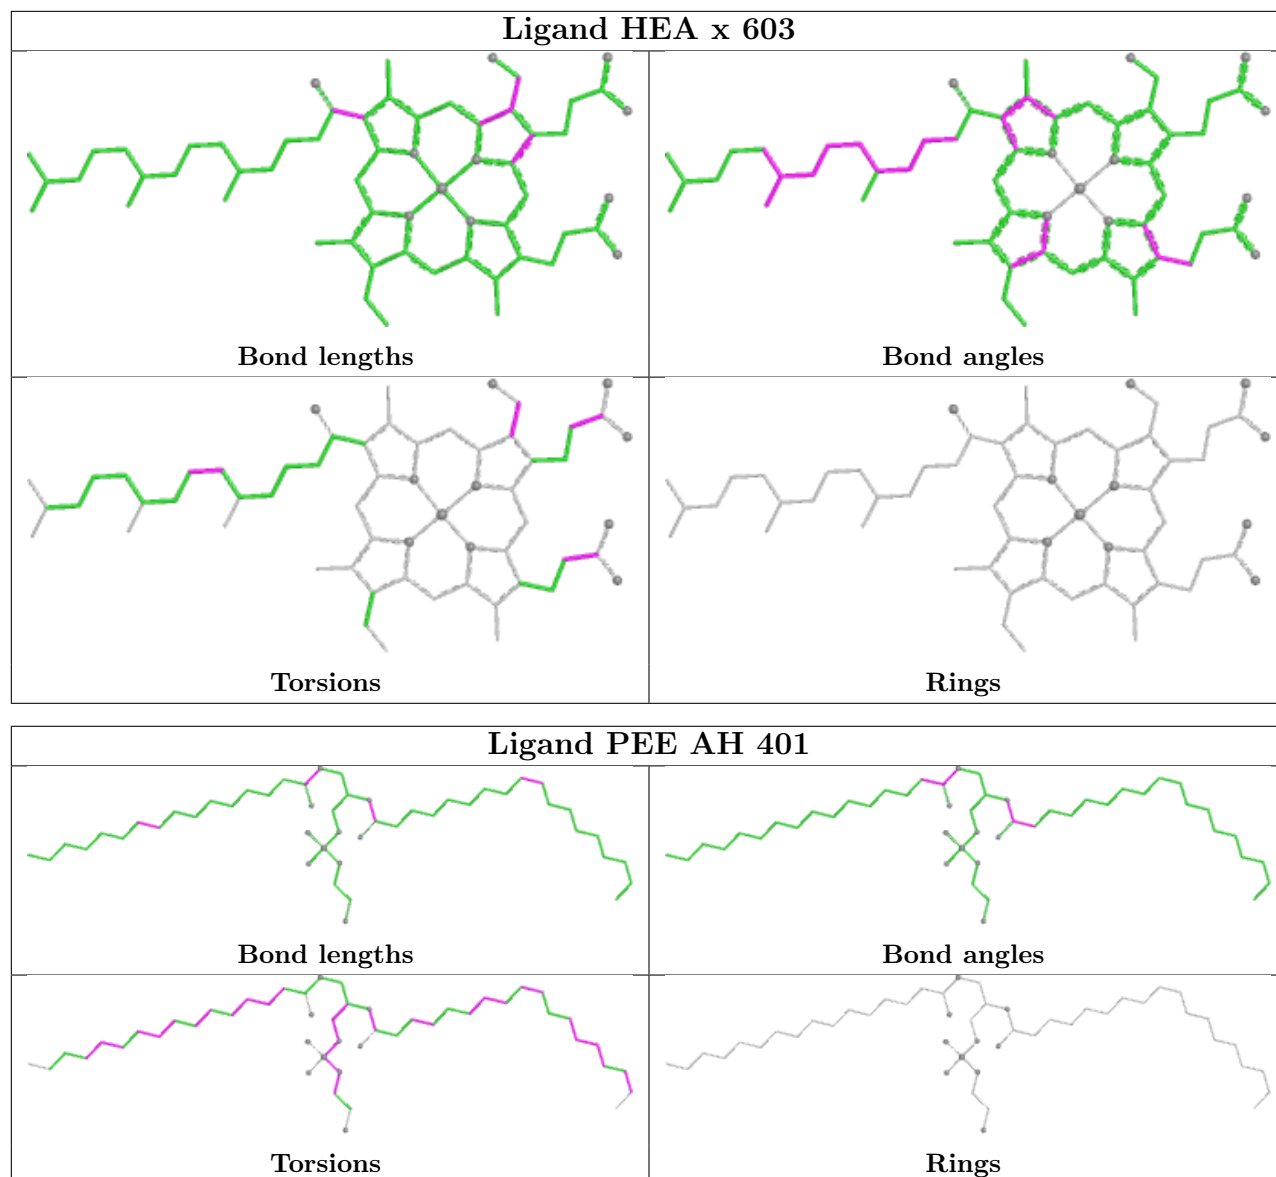 Ligand HEA x 603
Bond lengths
Bond angles
Torsions
Rings
Ligand PEE AH 401
Bond lengths
Bond angles
Torsions
Rings